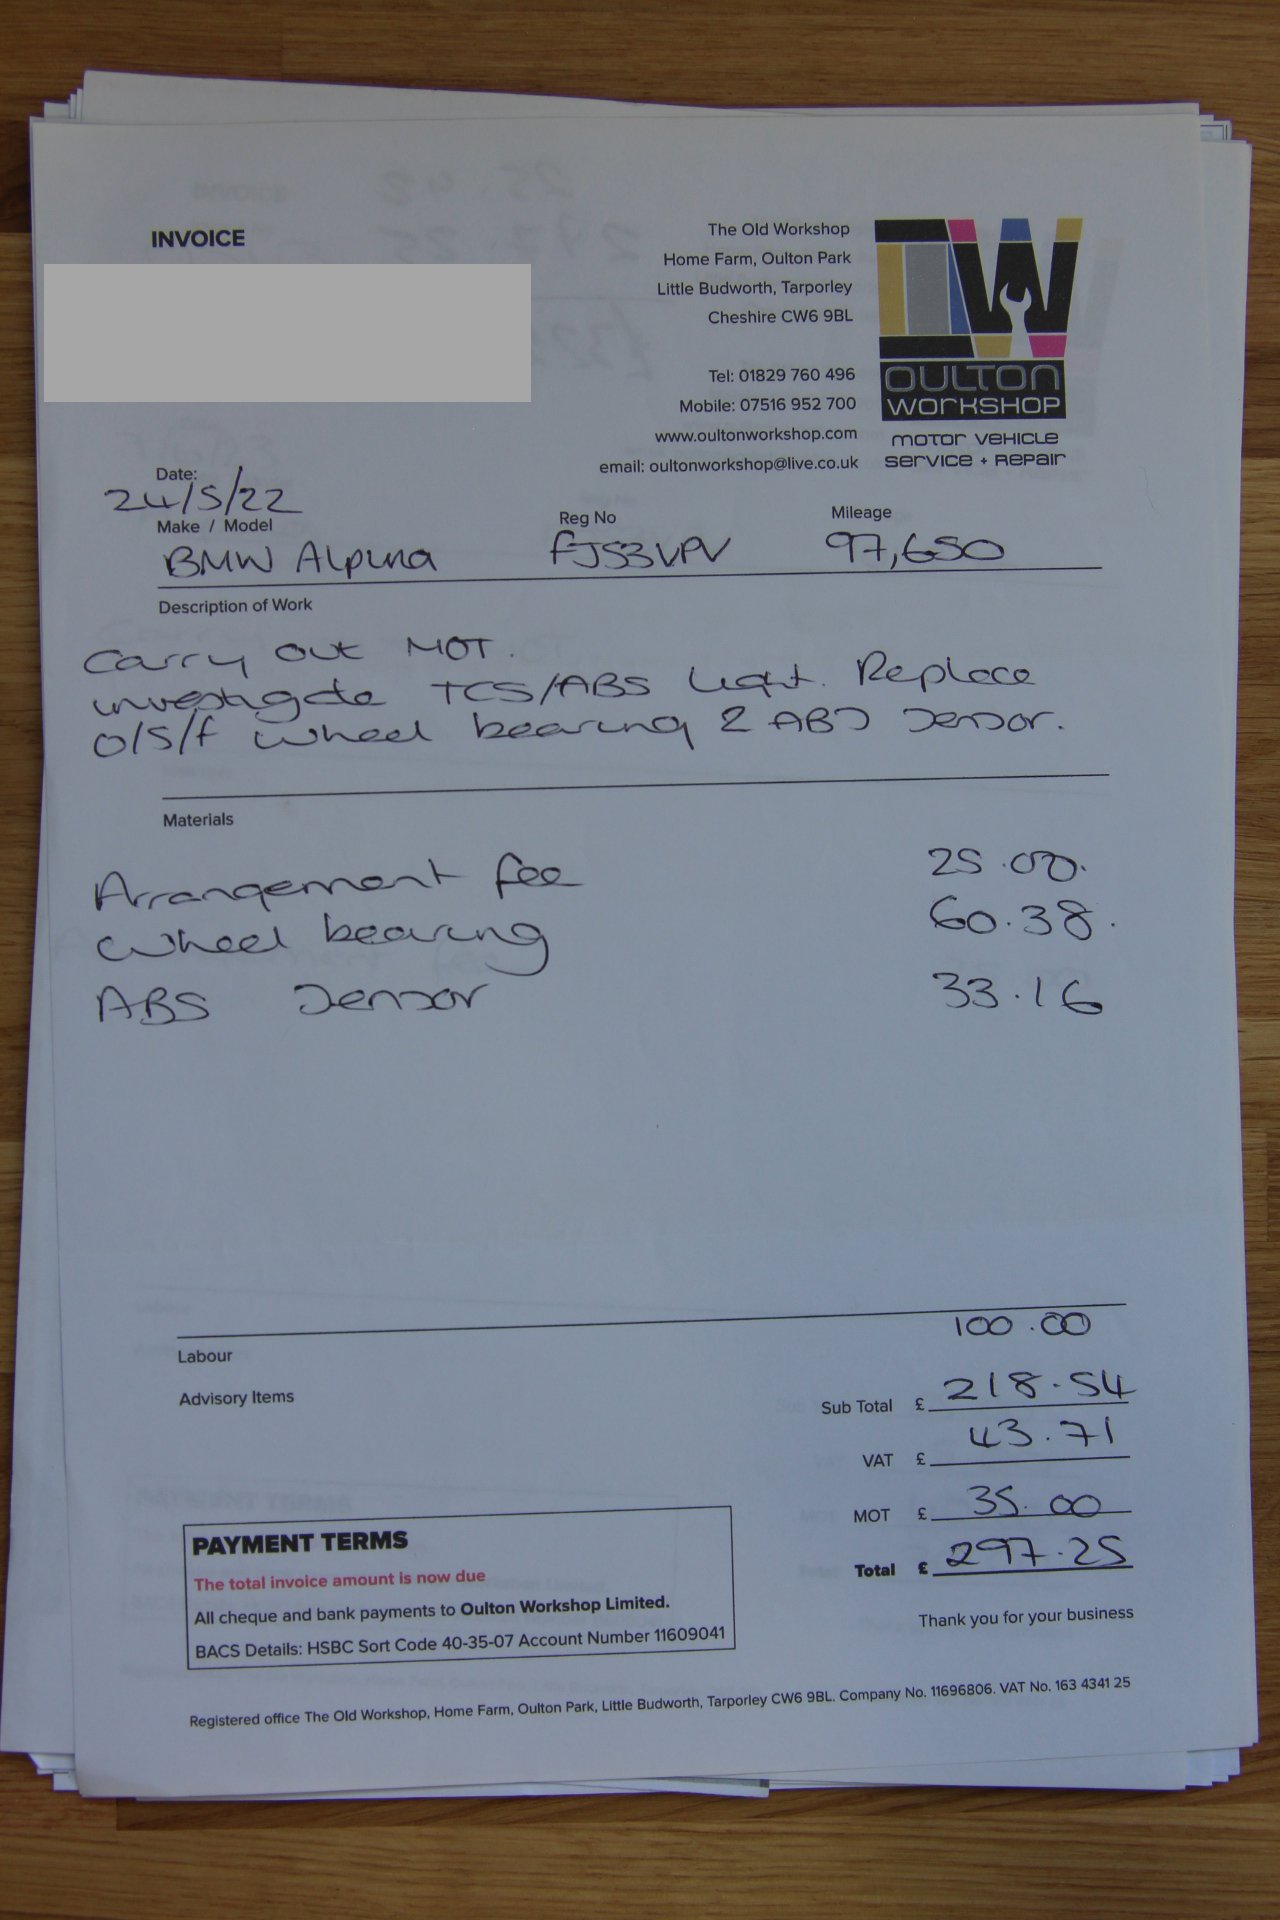 INVOICE
The Old Workshop
Home Farm, Oulton Park
Little Budworth, Tarporley
Cheshire CW6 9BL
Tel: 01829 760 496
Mobile: 07516 952 700
www.oultonworkshop.com
email: oultonworkshop@live.co.uk
OW
OULTON
WORKSHOP
MOTOR VEHICLE
SERVICE + REPAIR
Date:
24/5/22
Make / Model Reg No Mileage
BMW Alpina FJ53VPV 97,650
Description of Work
Carry out MOT.
investigate TCS/ABS light. Replace
O/S/f wheel bearing & ABS sensor.
Materials
Arrangement fee 25.00.
Wheel bearing 60.38.
ABS sensor 33.16
Labour 100.00
Advisory Items
Sub Total £ 218.54
VAT £ 43.71
MOT £ 35.00
Total £ 297.25
PAYMENT TERMS
The total invoice amount is now due
All cheque and bank payments to Oulton Workshop Limited.
BACS Details: HSBC Sort Code 40-35-07 Account Number 11609041
Thank you for your business
Registered office The Old Workshop, Home Farm, Oulton Park, Little Budworth, Tarporley CW6 9BL. Company No. 11696806. VAT No. 163 4341 25